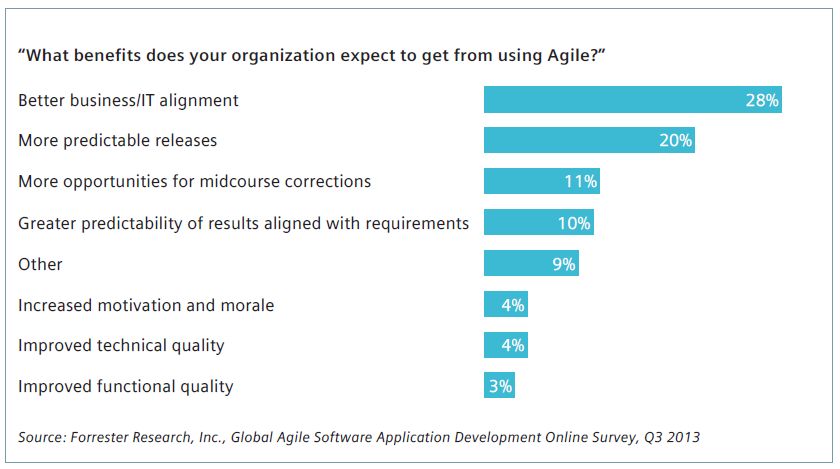 “What benefits does your organization expect to get from using Agile?”
Better business/IT alignment 28%
More predictable releases 20%
More opportunities for midcourse corrections 11%
Greater predictability of results aligned with requirements 10%
Other 9%
Increased motivation and morale 4%
Improved technical quality 4%
Improved functional quality 3%
Source: Forrester Research, Inc., Global Agile Software Application Development Online Survey, Q3 2013